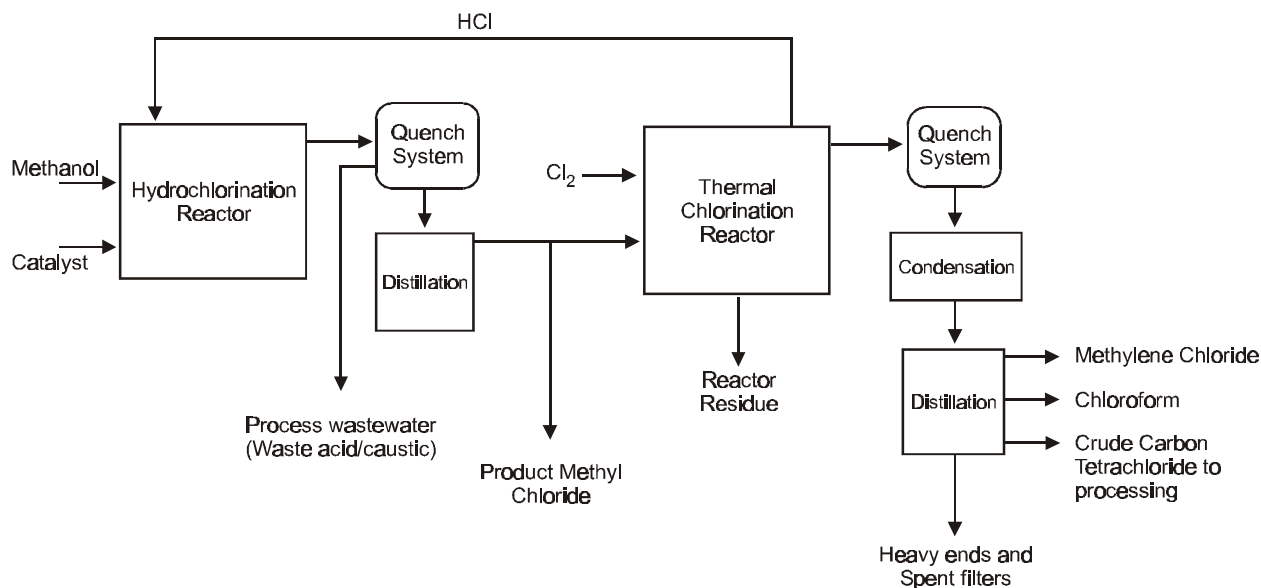 HCl
Methanol
Catalyst
Hydrochlorination
Reactor
Quench
System
Distillation
Process wastewater
(Waste acid/caustic)
Product Methyl
Chloride
Cl2
Thermal
Chlorination
Reactor
Reactor
Residue
Quench
System
Condensation
Distillation
Methylene Chloride
Chloroform
Crude Carbon
Tetrachloride to
processing
Heavy ends and
Spent filters